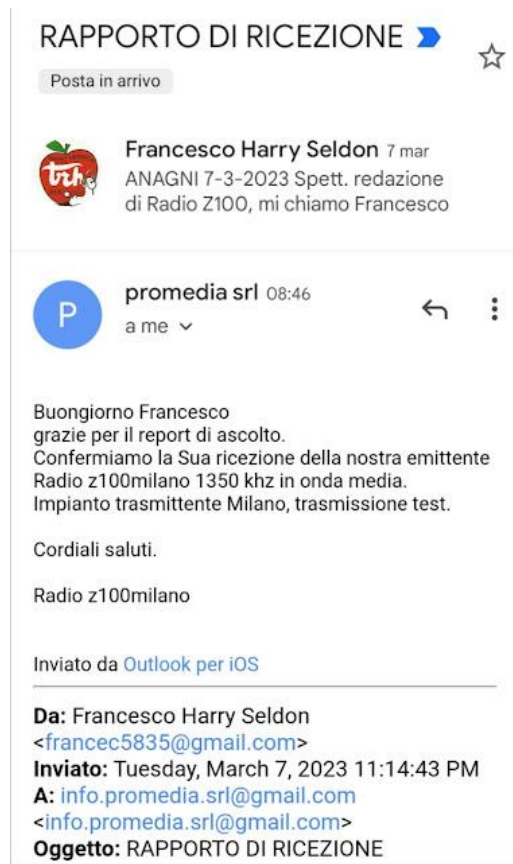 RAPPORTO DI RICEZIONE
Posta in arrivo
trh
Francesco Harry Seldon 7 mar
ANAGNI 7-3-2023 Spett. redazione
di Radio Z100, mi chiamo Francesco
P
promedia srl 08:46
a me
Buongiorno Francesco
grazie per il report di ascolto.
Confermiamo la Sua ricezione della nostra emittente
Radio z100milano 1350 khz in onda media.
Impianto trasmittente Milano, trasmissione test.
Cordiali saluti.
Radio z100milano
Inviato da Outlook per iOS
Da: Francesco Harry Seldon
<francec5835@gmail.com>
Inviato: Tuesday, March 7, 2023 11:14:43 PM
A: info.promedia.srl@gmail.com
<info.promedia.srl@gmail.com>
Oggetto: RAPPORTO DI RICEZIONE